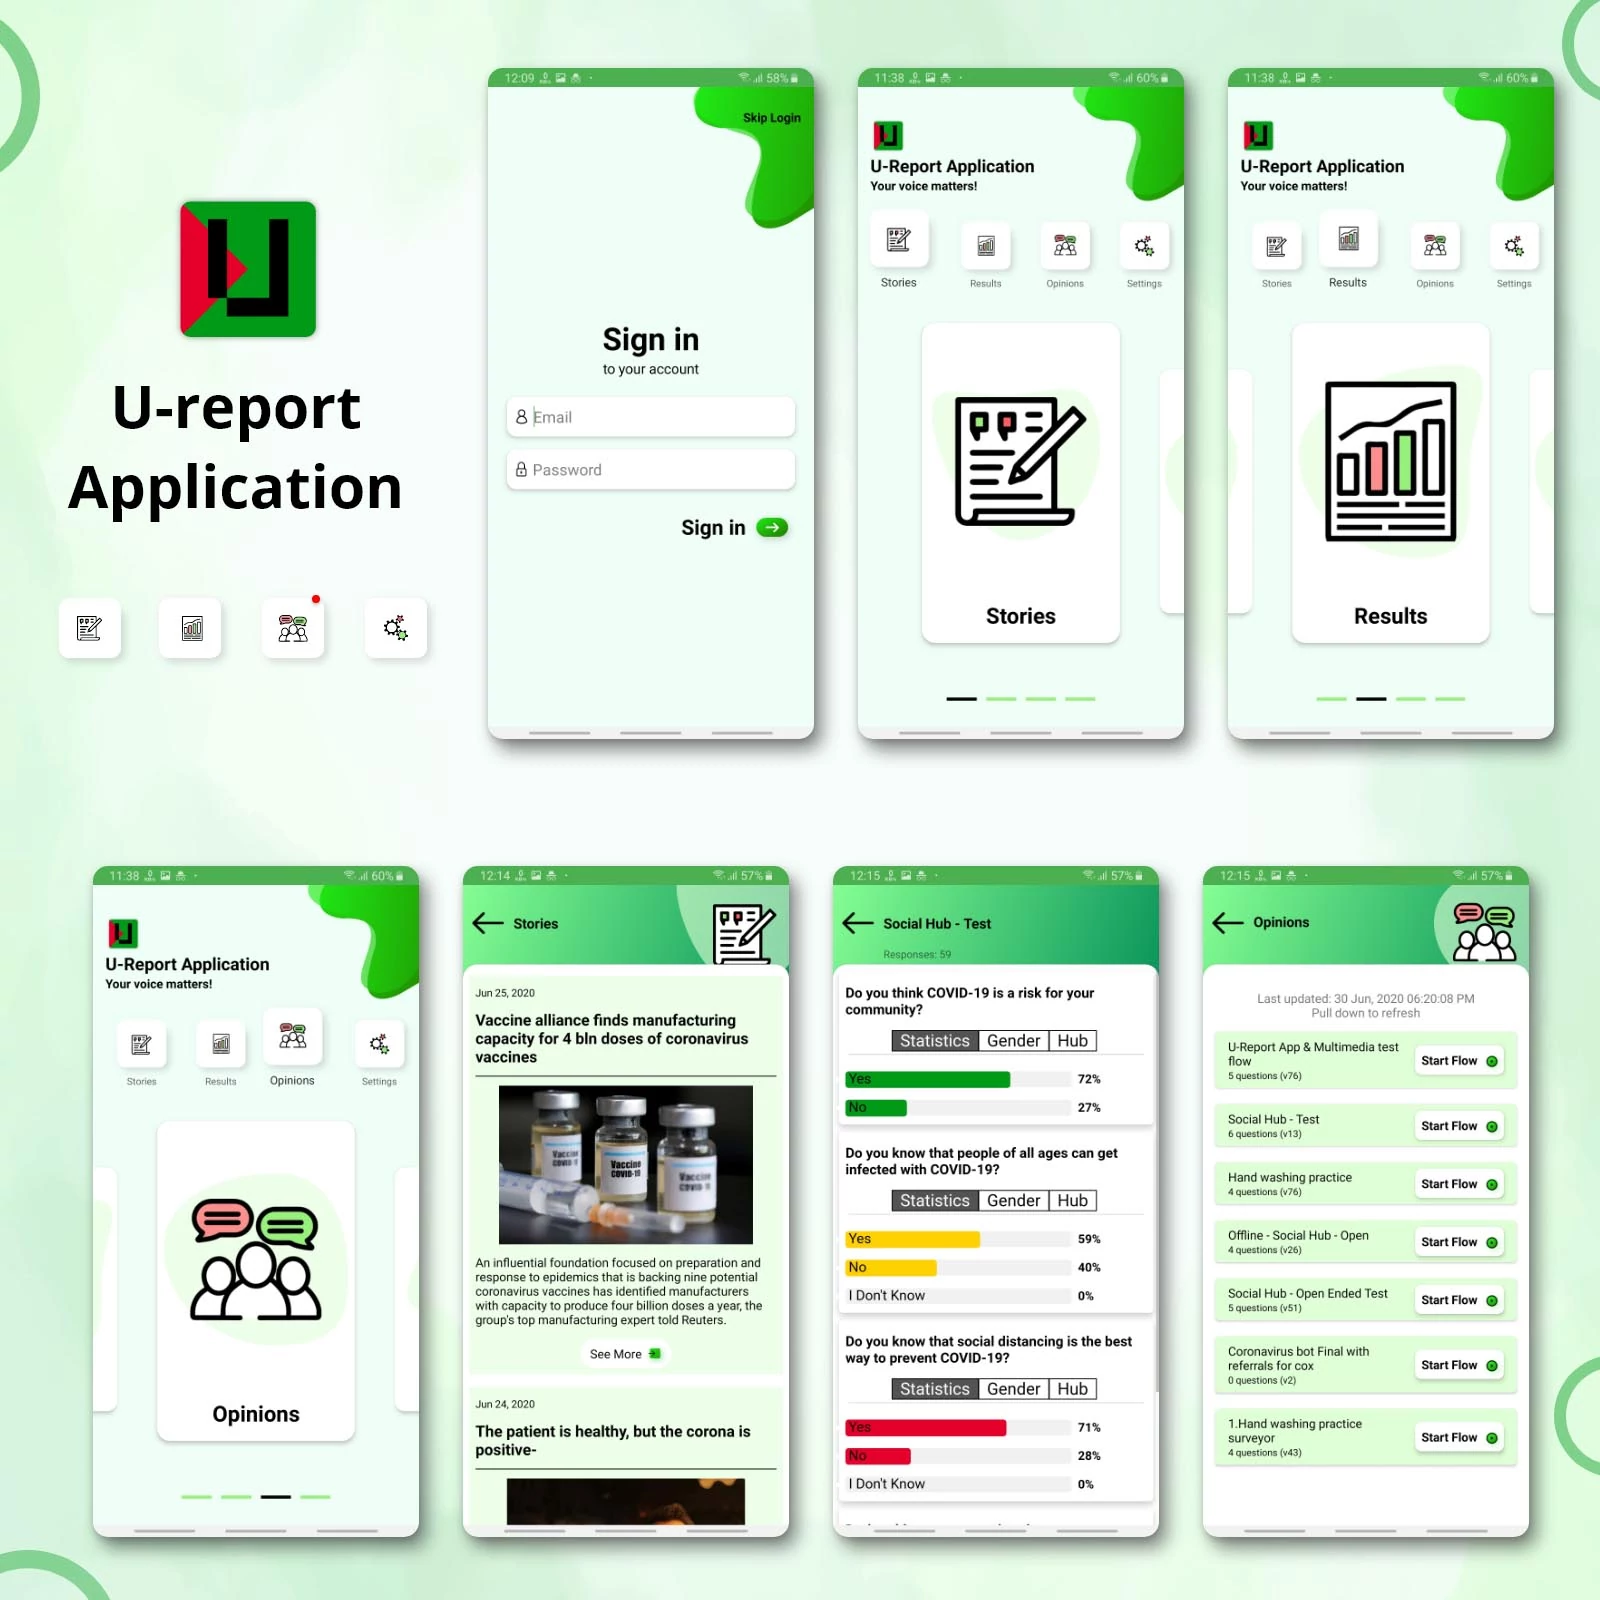 U-report
Application
12:09
58%
Skip Login
Sign in
to your account
Email
Password
Sign in
11:38
60%
U-Report Application
Your voice matters!
Stories
Results
Opinions
Settings
Stories
11:38
60%
U-Report Application
Your voice matters!
Stories
Results
Opinions
Settings
Results
11:38
60%
U-Report Application
Your voice matters!
Stories
Results
Opinions
Settings
Opinions
12:14
57%
Stories
Jun 25, 2020
Vaccine alliance finds manufacturing
capacity for 4 bln doses of coronavirus
vaccines
Vaccine
COVID-19
Vaccine
COVID-19
Vaccine
COVID-19
An influential foundation focused on preparation and
response to epidemics that is backing nine potential
coronavirus vaccines has identified manufacturers
with capacity to produce four billion doses a year, the
group's top manufacturing expert told Reuters.
See More
Jun 24, 2020
The patient is healthy, but the corona is
positive-
12:15
57%
Social Hub - Test
Responses: 59
Do you think COVID-19 is a risk for your
community?
Statistics Gender Hub
Yes 72%
No 27%
Do you know that people of all ages can get
infected with COVID-19?
Statistics Gender Hub
Yes 59%
No 40%
I Don't Know 0%
Do you know that social distancing is the best
way to prevent COVID-19?
Statistics Gender Hub
Yes 71%
No 28%
I Don't Know 0%
12:15
57%
Opinions
Last updated: 30 Jun, 2020 06:20:08 PM
Pull down to refresh
U-Report App & Multimedia test
flow
5 questions (v76)
Start Flow
Social Hub - Test
6 questions (v13)
Start Flow
Hand washing practice
4 questions (v76)
Start Flow
Offline - Social Hub - Open
4 questions (v26)
Start Flow
Social Hub - Open Ended Test
5 questions (v51)
Start Flow
Coronavirus bot Final with
referrals for cox
0 questions (v2)
Start Flow
1.Hand washing practice
surveyor
4 questions (v43)
Start Flow